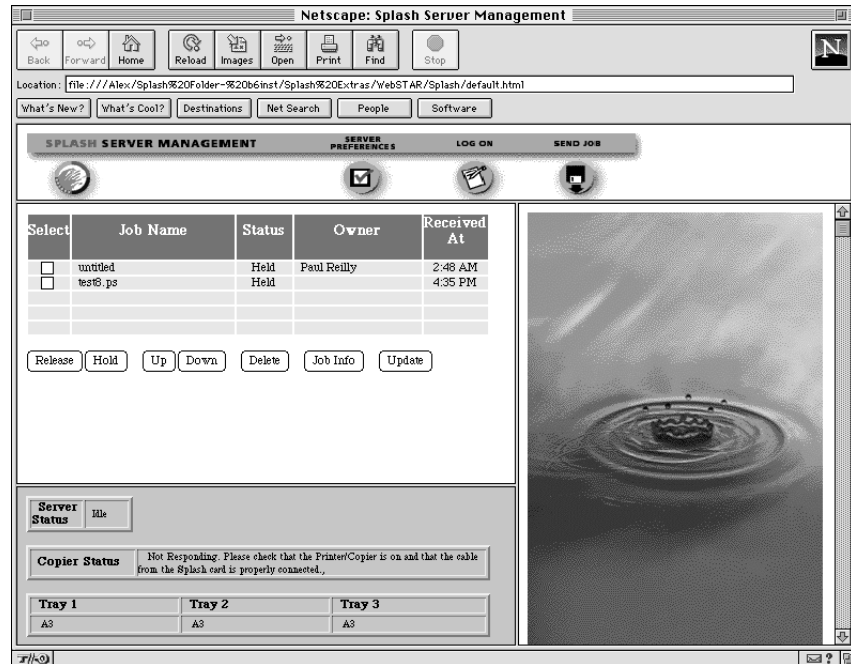 Netscape: Splash Server Management
Back Forward Home Reload Images Open Print Find Stop
N
Location: file:///Alex/Splash%20Folder-%20b6inst/Splash%20Extras/WebSTAR/Splash/default.html
What's New? What's Cool? Destinations Net Search People Software
SPLASH SERVER MANAGEMENT SERVER PREFERENCES LOG ON SEND JOB
Select Job Name Status Owner Received At
untitled Held Paul Reilly 2:48 AM
test8.ps Held 4:35 PM
Release Hold Up Down Delete Job Info Update
Server Status Idle
Copier Status Not Responding. Please check that the Printer/Copier is on and that the cable
from the Splash card is properly connected.,
Tray 1 Tray 2 Tray 3
A3 A3 A3
?